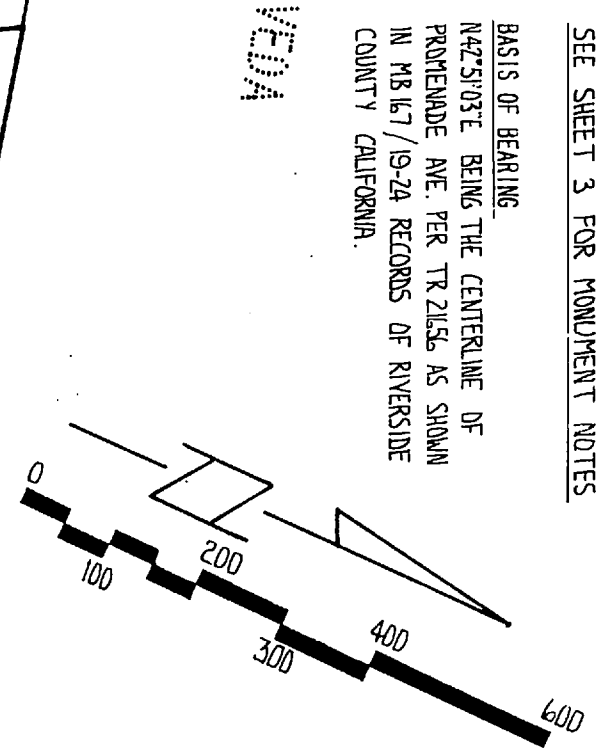 SEE SHEET 3 FOR MONUMENT NOTES
BASIS OF BEARING
N42°51'03"E BEING THE CENTERLINE OF
PROMENADE AVE. PER TR 21656 AS SHOWN
IN MB 167/19-24 RECORDS OF RIVERSIDE
COUNTY CALIFORNIA.
N
0
100
200
300
400
600